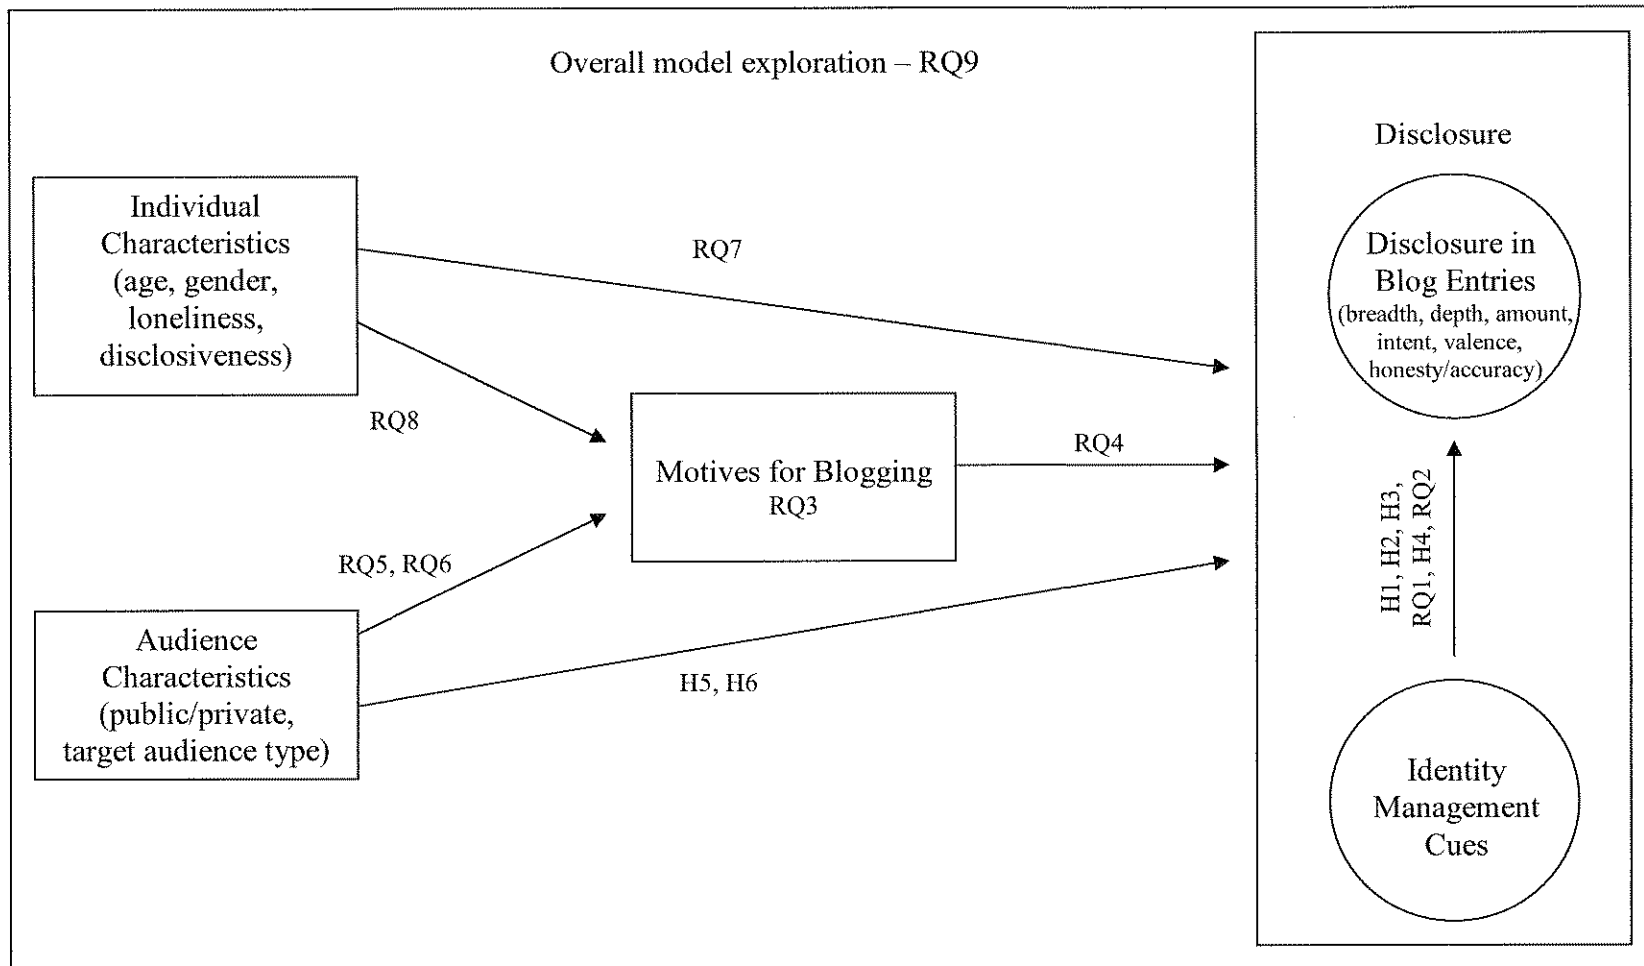 Overall model exploration – RQ9
Individual
Characteristics
(age, gender,
loneliness,
disclosiveness)
RQ7
RQ8
Motives for Blogging
RQ3
RQ4
RQ5, RQ6
Audience
Characteristics
(public/private,
target audience type)
H5, H6
Disclosure
Disclosure in
Blog Entries
(breadth, depth, amount,
intent, valence,
honesty/accuracy)
H1, H2, H3,
RQ1, H4, RQ2
Identity
Management
Cues